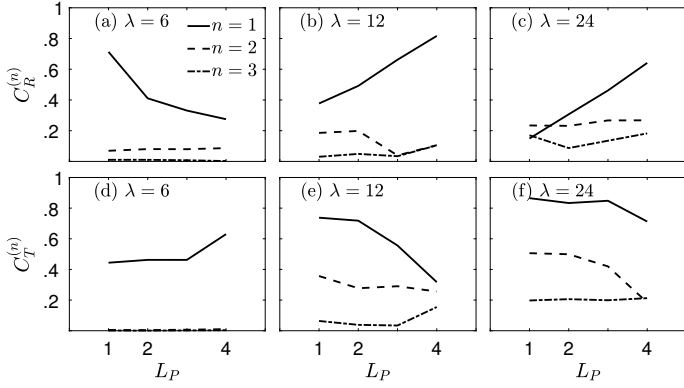 (a) λ = 6
n = 1
n = 2
n = 3
(b) λ = 12
(c) λ = 24
1
.8
.6
.4
.2
C_R^{(n)}
(d) λ = 6
(e) λ = 12
(f) λ = 24
1
.8
.6
.4
.2
C_T^{(n)}
1 2 4
1 2 4
1 2 4
L_P
L_P
L_P